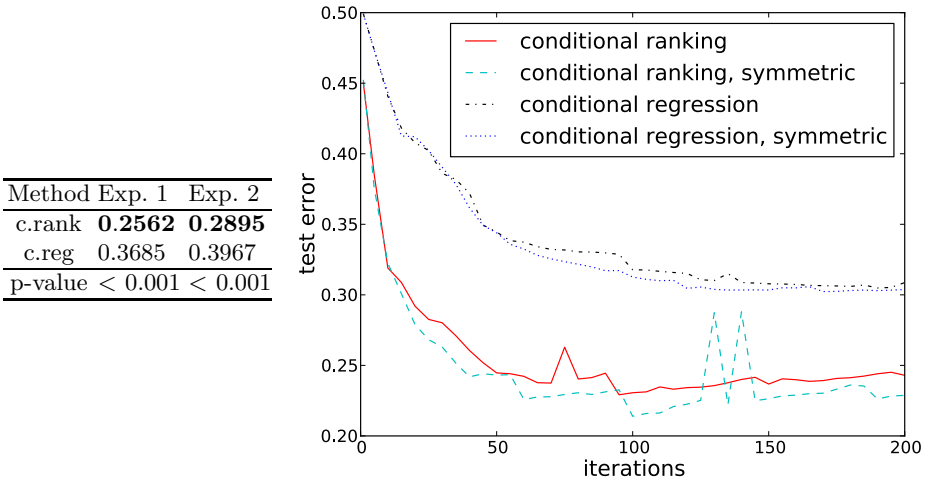 Method Exp. 1 Exp. 2
c.rank 0.2562 0.2895
c.reg 0.3685 0.3967
p-value < 0.001 < 0.001
0.50
0.45
0.40
0.35
0.30
0.25
0.20
test error
conditional ranking
conditional ranking, symmetric
conditional regression
conditional regression, symmetric
0 50 100 150 200
iterations